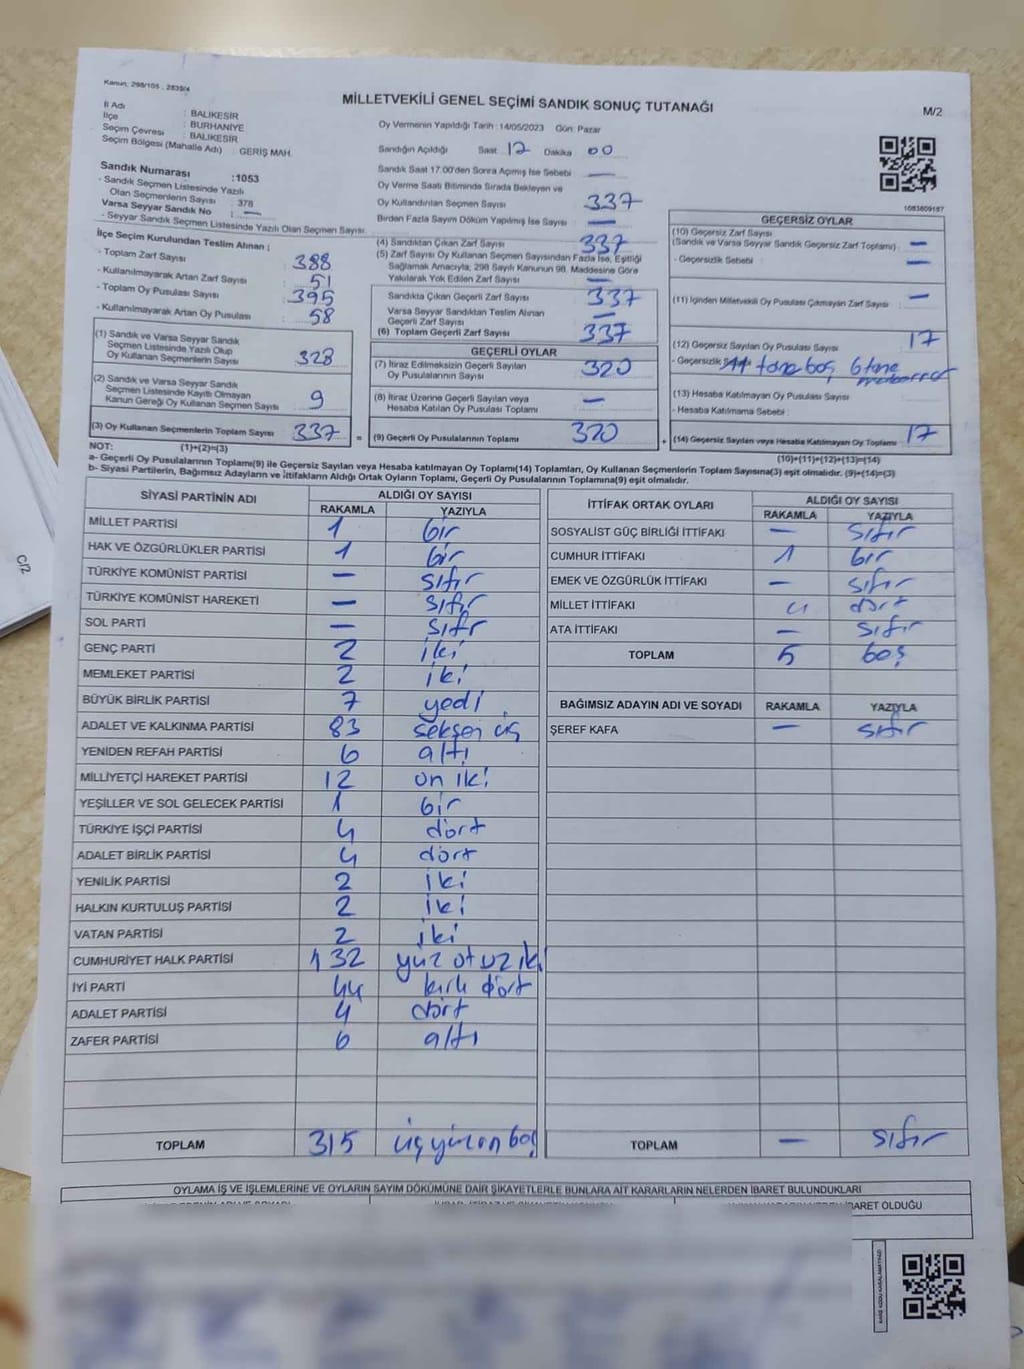 Kanun, 298/105 , 2839/4
MİLLETVEKİLİ GENEL SEÇİMİ SANDIK SONUÇ TUTANAĞI
M/2
İl Adı : BALIKESİR
İlçe : BURHANİYE
Seçim Çevresi : BALIKESİR
Seçim Bölgesi (Mahalle Adı) : GERİŞ MAH.
Sandık Numarası : 1053
- Sandık Seçmen Listesinde Yazılı
Olan Seçmenlerin Sayısı : 378
Varsa Seyyar Sandık No : —
- Seyyar Sandık Seçmen Listesinde Yazılı Olan Seçmen Sayısı
Oy Vermenin Yapıldığı Tarih : 14/05/2023 Gün: Pazar
Sandığın Açıldığı Saat 17 Dakika 00
Sandık Saat 17.00'den Sonra Açılmış İse Sebebi —
Oy Verme Saati Bitiminde Sırada Bekleyen ve
Oy Kullandırılan Seçmen Sayısı 337
Birden Fazla Sayım Döküm Yapılmış İse Sayısı —
1083809187
İlçe Seçim Kurulundan Teslim Alınan ;
- Toplam Zarf Sayısı 388
- Kullanılmayarak Artan Zarf Sayısı 51
- Toplam Oy Pusulası Sayısı 395
- Kullanılmayarak Artan Oy Pusulası 58
(1) Sandık ve Varsa Seyyar Sandık
Seçmen Listesinde Yazılı Olup
Oy Kullanan Seçmenlerin Sayısı 328
(2) Sandık ve Varsa Seyyar Sandık
Seçmen Listesinde Kayıtlı Olmayan
Kanun Gereği Oy Kullanan Seçmen Sayısı 9
(3) Oy Kullanan Seçmenlerin Toplam Sayısı 337 =
(4) Sandıktan Çıkan Zarf Sayısı 337
(5) Zarf Sayısı Oy Kullanan Seçmen Sayısından Fazla İse, Eşitliği
Sağlamak Amacıyla, 298 Sayılı Kanunun 98. Maddesine Göre
Yakılarak Yok Edilen Zarf Sayısı —
Sandıkta Çıkan Geçerli Zarf Sayısı 337
Varsa Seyyar Sandıktan Teslim Alınan
Geçerli Zarf Sayısı —
(6) Toplam Geçerli Zarf Sayısı 337
GEÇERLİ OYLAR
(7) İtiraz Edilmeksizin Geçerli Sayılan
Oy Pusulalarının Sayısı 320
(8) İtiraz Üzerine Geçerli Sayılan veya
Hesaba Katılan Oy Pusulası Toplamı —
(9) Geçerli Oy Pusulalarının Toplamı 320 +
GEÇERSİZ OYLAR
(10) Geçersiz Zarf Sayısı
(Sandık ve Varsa Seyyar Sandık Geçersiz Zarf Toplamı) —
- Geçersizlik Sebebi : —
(11) İçinden Milletvekili Oy Pusulası Çıkmayan Zarf Sayısı —
(12) Geçersiz Sayılan Oy Pusulası Sayısı 17
- Geçersizlik 11 tane boş 6 tane
(13) Hesaba Katılmayan Oy Pusulası Sayısı
- Hesaba Katılmama Sebebi :
(14) Geçersiz Sayılan veya Hesaba Katılmayan Oy Toplamı 17
NOT: (1)+(2)=(3) (10)+(11)+(12)+(13)=(14)
a- Geçerli Oy Pusulalarının Toplamı(9) ile Geçersiz Sayılan veya Hesaba katılmayan Oy Toplamı(14) Toplamları, Oy Kullanan Seçmenlerin Toplam Sayısına(3) eşit olmalıdır. (9)+(14)=(3)
b- Siyasi Partilerin, Bağımsız Adayların ve İttifakların Aldığı Ortak Oyların Toplamı, Geçerli Oy Pusulalarının Toplamına(9) eşit olmalıdır.
SİYASİ PARTİNİN ADI ALDIĞI OY SAYISI
RAKAMLA YAZIYLA
MİLLET PARTİSİ 1 bir
HAK VE ÖZGÜRLÜKLER PARTİSİ 1 bir
TÜRKİYE KOMÜNİST PARTİSİ — sıfır
TÜRKİYE KOMÜNİST HAREKETİ — sıfır
SOL PARTİ — sıfr
GENÇ PARTİ 2 iki
MEMLEKET PARTİSİ 2 iki
BÜYÜK BİRLİK PARTİSİ 7 yedi
ADALET VE KALKINMA PARTİSİ 83 seksen üç
YENİDEN REFAH PARTİSİ 6 altı
MİLLİYETÇİ HAREKET PARTİSİ 12 on iki
YEŞİLLER VE SOL GELECEK PARTİSİ 1 bir
TÜRKİYE İŞÇİ PARTİSİ 4 dört
ADALET BİRLİK PARTİSİ 4 dört
YENİLİK PARTİSİ 2 iki
HALKIN KURTULUŞ PARTİSİ 2 iki
VATAN PARTİSİ 2 iki
CUMHURİYET HALK PARTİSİ 132 yüz otuz iki
İYİ PARTİ 44 kırk dört
ADALET PARTİSİ 4 dört
ZAFER PARTİSİ 6 altı
TOPLAM 315 üç yüz on beş
İTTİFAK ORTAK OYLARI ALDIĞI OY SAYISI
RAKAMLA YAZIYLA
SOSYALİST GÜÇ BİRLİĞİ İTTİFAKI — sıfır
CUMHUR İTTİFAKI 1 bir
EMEK VE ÖZGÜRLÜK İTTİFAKI — sıfır
MİLLET İTTİFAKI 4 dört
ATA İTTİFAKI — sıfır
TOPLAM 5 beş
BAĞIMSIZ ADAYIN ADI VE SOYADI RAKAMLA YAZIYLA
ŞEREF KAFA — sıfır
TOPLAM — sıfır
OYLAMA İŞ VE İŞLEMLERİNE VE OYLARIN SAYIM DÖKÜMÜNE DAİR ŞİKAYETLERLE BUNLARA AİT KARARLARIN NELERDEN İBARET BULUNDUKLARI
İBARET OLDUĞU
C/2